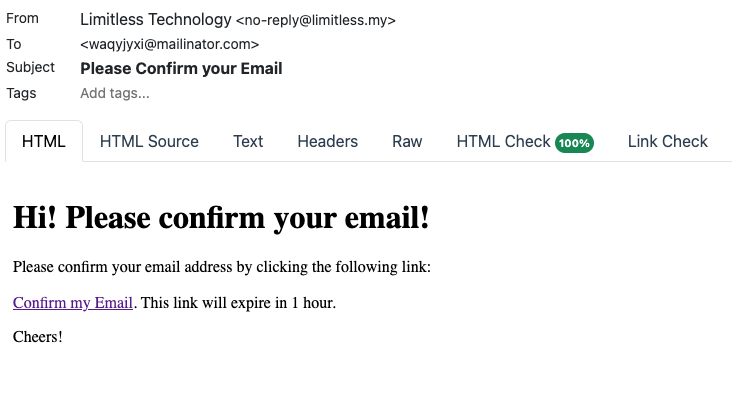 From Limitless Technology <no-reply@limitless.my>
To <waqyjyxi@mailinator.com>
Subject Please Confirm your Email
Tags Add tags...
HTML HTML Source Text Headers Raw HTML Check 100% Link Check
Hi! Please confirm your email!
Please confirm your email address by clicking the following link:
Confirm my Email. This link will expire in 1 hour.
Cheers!